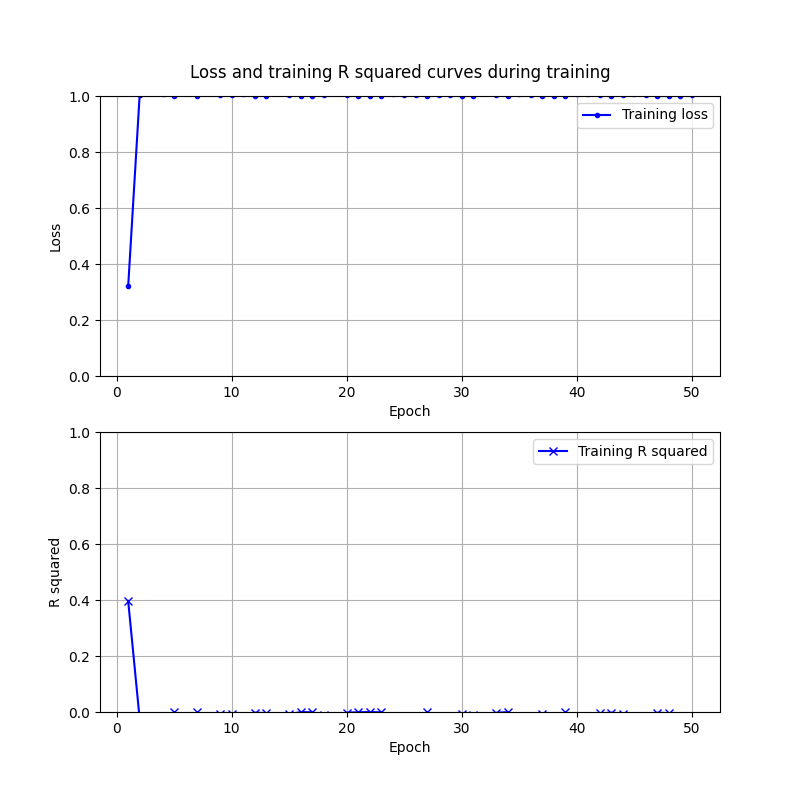 Loss and training R squared curves during training
1.0
0.8
0.6
0.4
0.2
0.0
Loss
Training loss
0 10 20 30 40 50
Epoch
1.0
0.8
0.6
0.4
0.2
0.0
R squared
Training R squared
0 10 20 30 40 50
Epoch